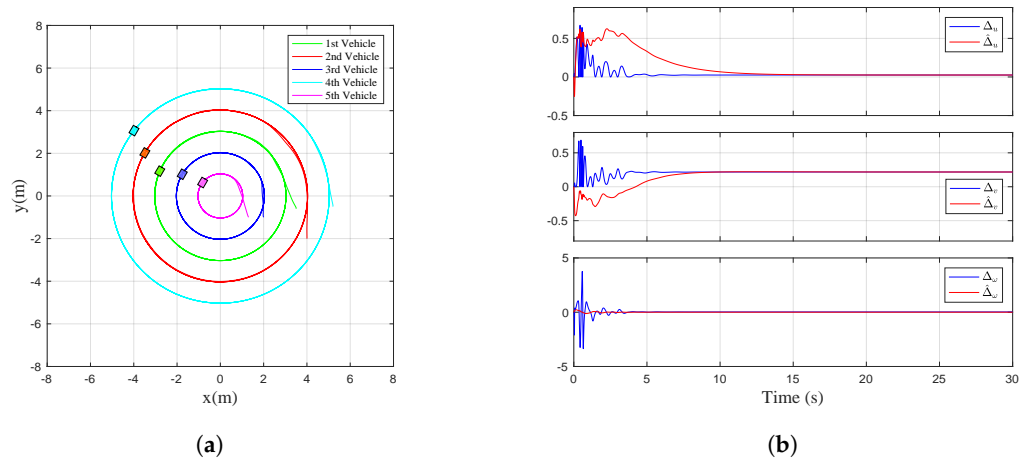 8
6
4
2
0
-2
-4
-6
-8
-8 -6 -4 -2 0 2 4 6 8
y(m)
x(m)
1st Vehicle
2nd Vehicle
3rd Vehicle
4th Vehicle
5th Vehicle
(a)
0.5
0
-0.5
Δ_u
Δ̂_u
0.5
0
-0.5
Δ_v
Δ̂_v
5
0
-5
Δ_ω
Δ̂_ω
0 5 10 15 20 25 30
Time (s)
(b)